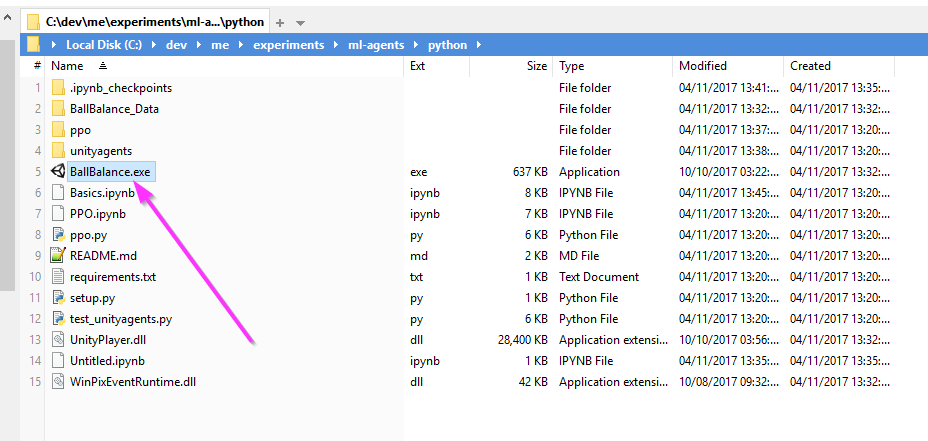 C:\dev\me\experiments\ml-a...\python
Local Disk (C:) dev me experiments ml-agents python
# Name Ext Size Type Modified Created
1 .ipynb_checkpoints File folder 04/11/2017 13:41:... 04/11/2017 13:35:...
2 BallBalance_Data File folder 04/11/2017 13:32:... 04/11/2017 13:32:...
3 ppo File folder 04/11/2017 13:37:... 04/11/2017 13:20:...
4 unityagents File folder 04/11/2017 13:38:... 04/11/2017 13:20:...
5 BallBalance.exe exe 637 KB Application 10/10/2017 03:22:... 04/11/2017 13:32:...
6 Basics.ipynb ipynb 8 KB IPYNB File 04/11/2017 13:45:... 04/11/2017 13:20:...
7 PPO.ipynb ipynb 7 KB IPYNB File 04/11/2017 13:20:... 04/11/2017 13:20:...
8 ppo.py py 6 KB Python File 04/11/2017 13:20:... 04/11/2017 13:20:...
9 README.md md 2 KB MD File 04/11/2017 13:20:... 04/11/2017 13:20:...
10 requirements.txt txt 1 KB Text Document 04/11/2017 13:20:... 04/11/2017 13:20:...
11 setup.py py 1 KB Python File 04/11/2017 13:20:... 04/11/2017 13:20:...
12 test_unityagents.py py 6 KB Python File 04/11/2017 13:20:... 04/11/2017 13:20:...
13 UnityPlayer.dll dll 28,400 KB Application extensi... 10/10/2017 03:56:... 04/11/2017 13:32:...
14 Untitled.ipynb ipynb 1 KB IPYNB File 04/11/2017 13:35:... 04/11/2017 13:35:...
15 WinPixEventRuntime.dll dll 42 KB Application extensi... 10/08/2017 09:32:... 04/11/2017 13:32:...